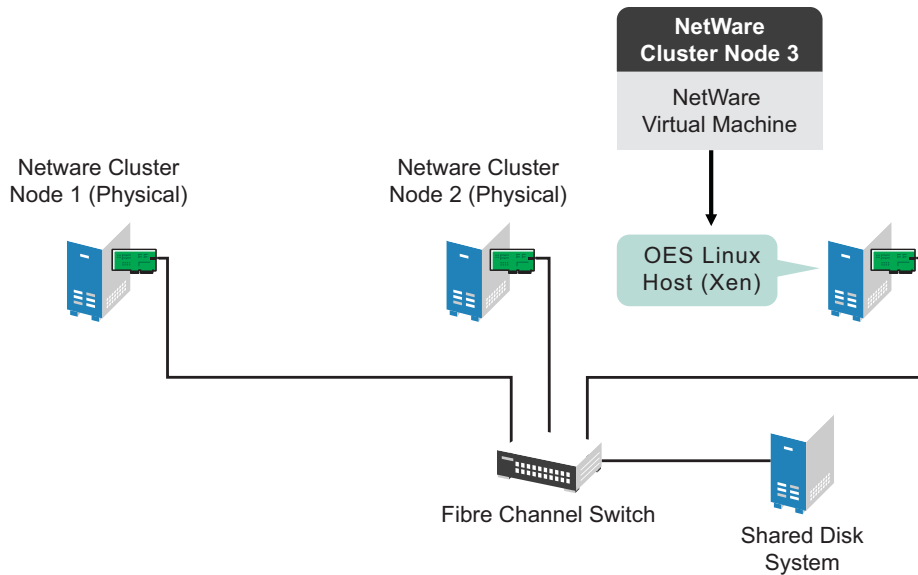 NetWare
Cluster Node 3
NetWare
Virtual Machine
Netware Cluster
Node 1 (Physical)
Netware Cluster
Node 2 (Physical)
OES Linux
Host (Xen)
Fibre Channel Switch
Shared Disk
System